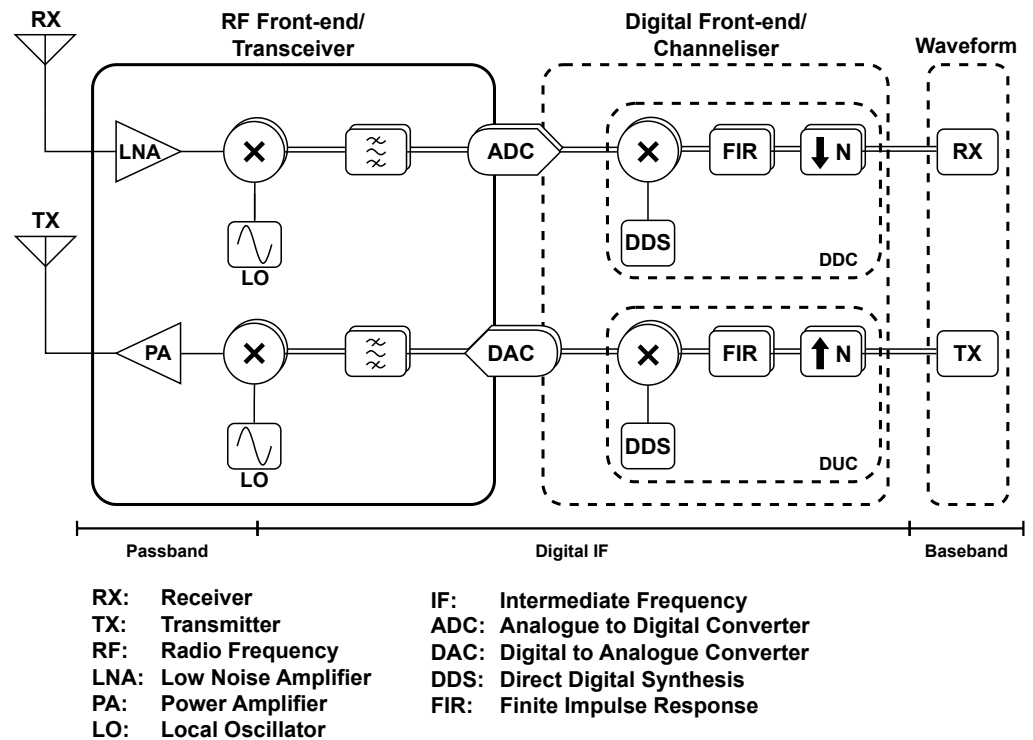 RX
RF Front-end/
Transceiver
Digital Front-end/
Channeliser
Waveform
LNA
ADC
FIR
N
RX
LO
DDS
DDC
TX
PA
DAC
FIR
N
TX
LO
DDS
DUC
Passband
Digital IF
Baseband
RX: Receiver
TX: Transmitter
RF: Radio Frequency
LNA: Low Noise Amplifier
PA: Power Amplifier
LO: Local Oscillator
IF: Intermediate Frequency
ADC: Analogue to Digital Converter
DAC: Digital to Analogue Converter
DDS: Direct Digital Synthesis
FIR: Finite Impulse Response